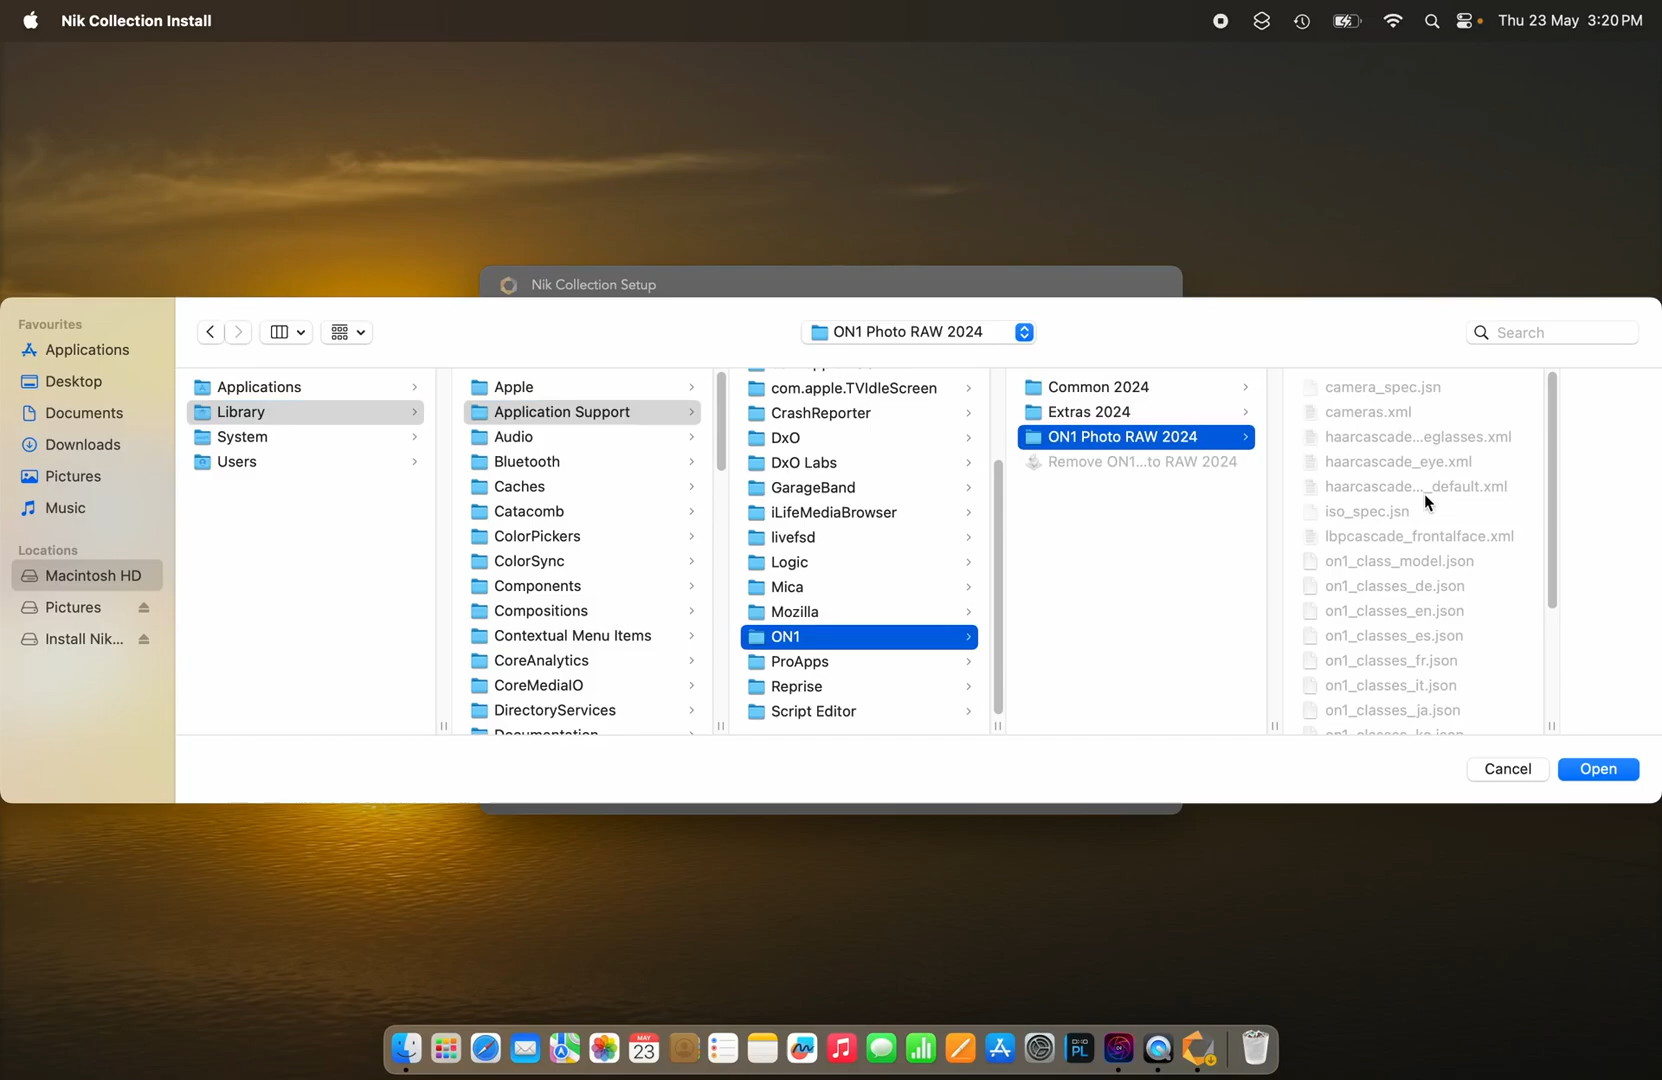 Nik Collection Install
Thu 23 May 3:20 PM
Nik Collection Setup
Favourites
Applications
Desktop
Documents
Downloads
Pictures
Music
Locations
Macintosh HD
Pictures
Install Nik...
ON1 Photo RAW 2024
Search
Applications
Library
System
Users
Apple
Application Support
Audio
Bluetooth
Caches
Catacomb
ColorPickers
ColorSync
Components
Compositions
Contextual Menu Items
CoreAnalytics
CoreMediaIO
DirectoryServices
Documentation
com.apple.TVIdleScreen
CrashReporter
DxO
DxO Labs
GarageBand
iLifeMediaBrowser
livefsd
Logic
Mica
Mozilla
ON1
ProApps
Reprise
Script Editor
Common 2024
Extras 2024
ON1 Photo RAW 2024
Remove ON1...to RAW 2024
camera_spec.jsn
cameras.xml
haarcascade...eglasses.xml
haarcascade_eye.xml
haarcascade..._default.xml
iso_spec.jsn
lbpcascade_frontalface.xml
on1_class_model.json
on1_classes_de.json
on1_classes_en.json
on1_classes_es.json
on1_classes_fr.json
on1_classes_it.json
on1_classes_ja.json
on1_classes_ko.json
Cancel
Open
MAY
23
PL